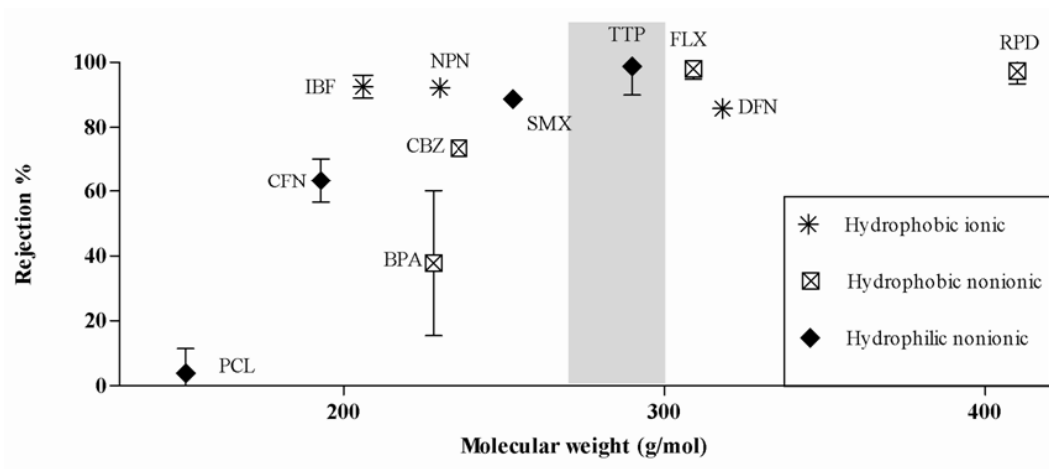 TTP
FLX
RPD
100
IBF
NPN
DFN
80
SMX
CBZ
Rejection %
60
CFN
Hydrophobic ionic
40
BPA
Hydrophobic nonionic
20
Hydrophilic nonionic
PCL
0
200
300
400
Molecular weight (g/mol)